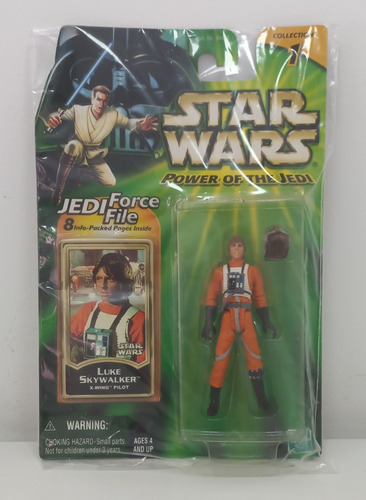 COLLECTION
1
STAR
WARS
POWER OF THE JEDI
JEDI Force
File
8 Info-Packed Pages Inside
STAR
WARS
LUKE
SKYWALKER™
X-WING PILOT
WARNING:
CHOKING HAZARD-Small parts.
Not for children under 3 years.
AGES 4
AND UP